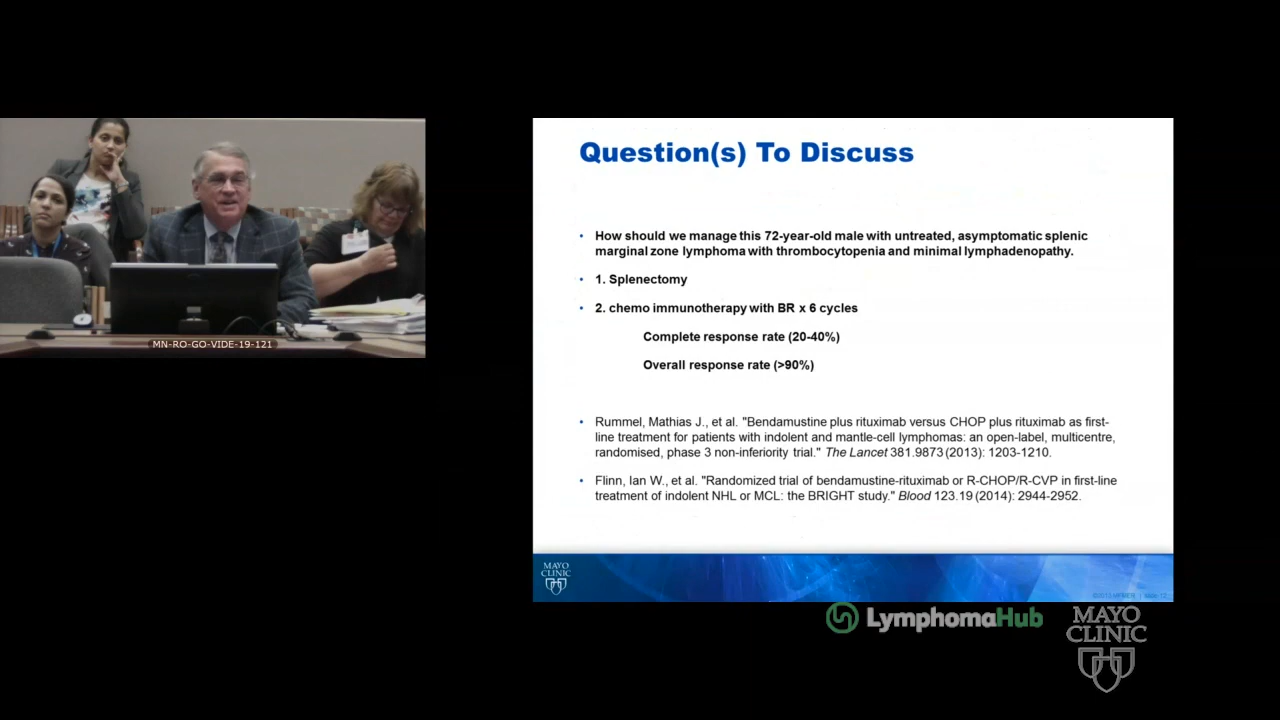 MN-RO-GO-VIDE-19-121
Question(s) To Discuss
• How should we manage this 72-year-old male with untreated, asymptomatic splenic
marginal zone lymphoma with thrombocytopenia and minimal lymphadenopathy.
• 1. Splenectomy
• 2. chemo immunotherapy with BR x 6 cycles
Complete response rate (20-40%)
Overall response rate (>90%)
• Rummel, Mathias J., et al. "Bendamustine plus rituximab versus CHOP plus rituximab as first-
line treatment for patients with indolent and mantle-cell lymphomas: an open-label, multicentre,
randomised, phase 3 non-inferiority trial." The Lancet 381.9873 (2013): 1203-1210.
• Flinn, Ian W., et al. "Randomized trial of bendamustine-rituximab or R-CHOP/R-CVP in first-line
treatment of indolent NHL or MCL: the BRIGHT study." Blood 123.19 (2014): 2944-2952.
MAYO
CLINIC
LymphomaHub
MAYO
CLINIC